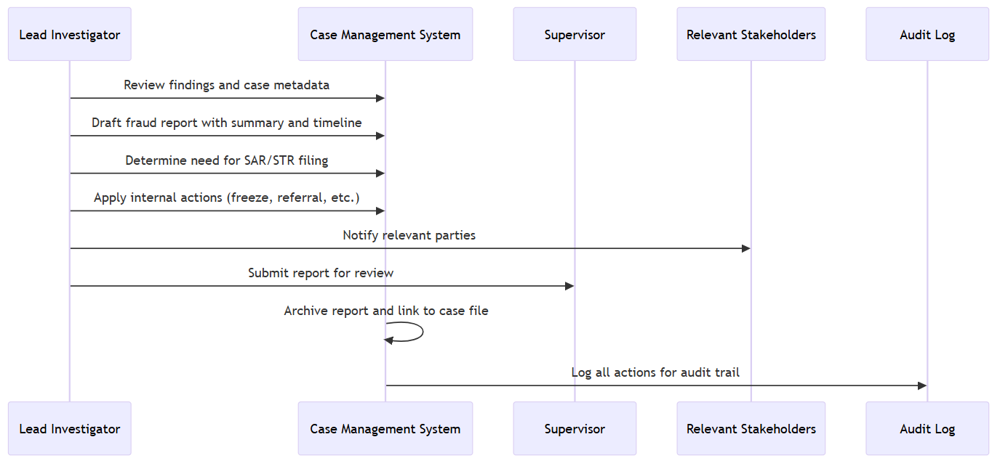 Lead Investigator
Case Management System
Supervisor
Relevant Stakeholders
Audit Log
Review findings and case metadata
Draft fraud report with summary and timeline
Determine need for SAR/STR filing
Apply internal actions (freeze, referral, etc.)
Notify relevant parties
Submit report for review
Archive report and link to case file
Log all actions for audit trail
Lead Investigator
Case Management System
Supervisor
Relevant Stakeholders
Audit Log